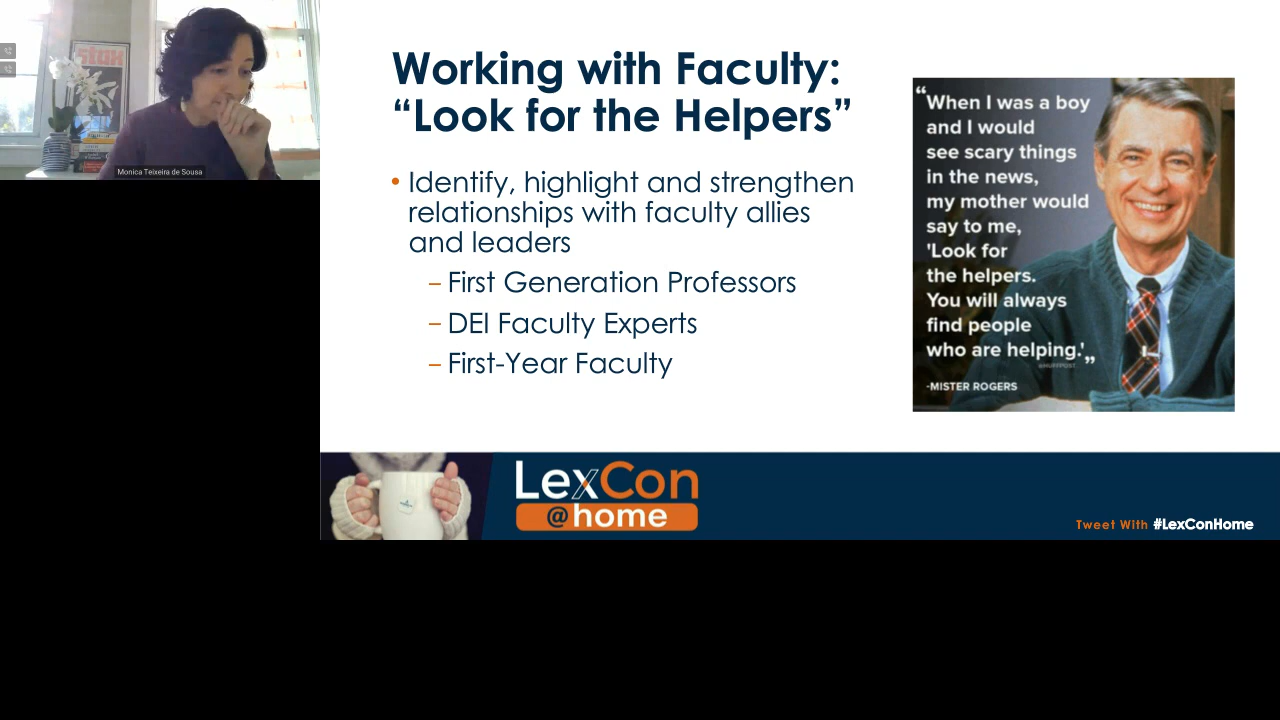 stux
Monica Teixeira de Sousa
Working with Faculty:
“Look for the Helpers”
• Identify, highlight and strengthen
relationships with faculty allies
and leaders
– First Generation Professors
– DEI Faculty Experts
– First-Year Faculty
“When I was a boy
and I would
see scary things
in the news,
my mother would
say to me,
'Look for
the helpers.
You will always
find people
who are helping.'”
@HUFFPOST
-MISTER ROGERS
LexCon
@home
Tweet With #LexConHome